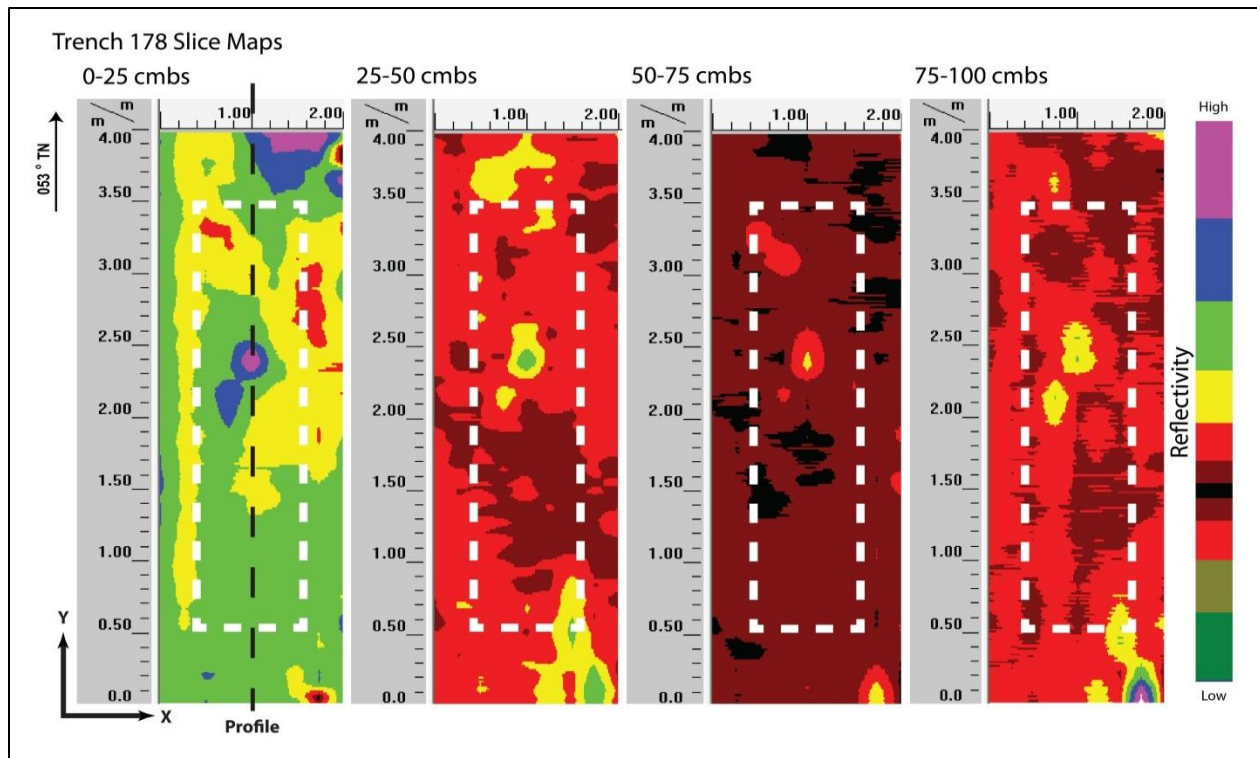 Trench 178 Slice Maps
0-25 cmbs
25-50 cmbs
50-75 cmbs
75-100 cmbs
m
m
1.00
2.00
m
m
1.00
2.00
m
m
1.00
2.00
m
m
1.00
2.00
High
4.00
4.00
4.00
4.00
053° TN
3.50
3.50
3.50
3.50
3.00
3.00
3.00
3.00
2.50
2.50
2.50
2.50
2.00
2.00
2.00
2.00
Reflectivity
1.50
1.50
1.50
1.50
1.00
1.00
1.00
1.00
0.50
0.50
0.50
0.50
Y
0.0
0.0
0.0
0.0
Low
X
Profile